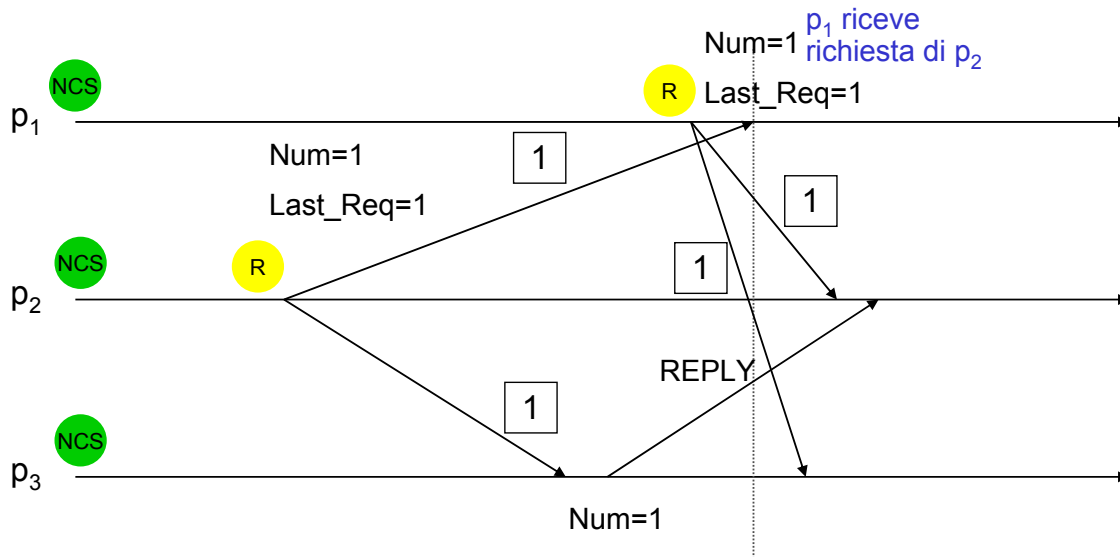 Num=1
p₁ riceve
richiesta di p₂
NCS
R
Last_Req=1
p₁
Num=1
1
Last_Req=1
1
NCS
R
1
p₂
REPLY
1
NCS
p₃
Num=1